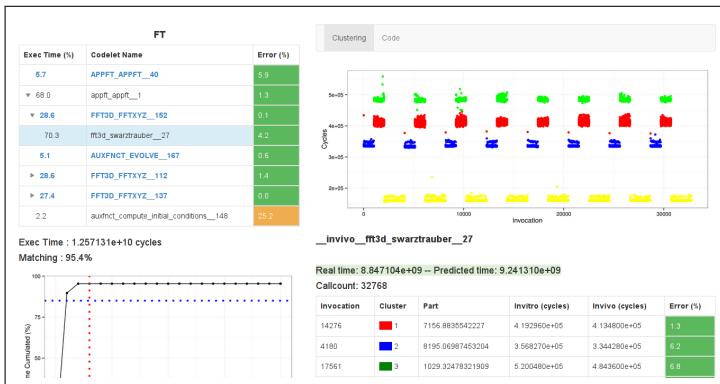 FT
Exec Time (%) Codelet Name Error (%)
5.7 APPFT_APPFT__40 5.9
68.0 appft_appft__1 1.3
28.6 FFT3D_FFTXYZ__152 0.1
70.3 fft3d_swarztrauber__27 4.2
5.1 AUXFNCT_EVOLVE__167 0.6
28.6 FFT3D_FFTXYZ__112 1.4
27.4 FFT3D_FFTXYZ__137 0.0
2.2 auxfnct_compute_initial_conditions__148 25.2
Exec Time : 1.257131e+10 cycles
Matching : 95.4%
100
75
50
me Cumulated (%)
Clustering Code
5e+05
4e+05
3e+05
2e+05
Cycles
0 10000 20000 30000
invocation
__invivo__fft3d_swarztrauber__27
Real time: 8.847104e+09 -- Predicted time: 9.241310e+09
Callcount: 32768
Invocation Cluster Part Invitro (cycles) Invivo (cycles) Error (%)
14276 1 7156.8835542227 4.192960e+05 4.134800e+05 1.3
4180 2 8195.06987453204 3.568270e+05 3.344280e+05 6.2
17561 3 1029.32478321909 5.200480e+05 4.843600e+05 6.8